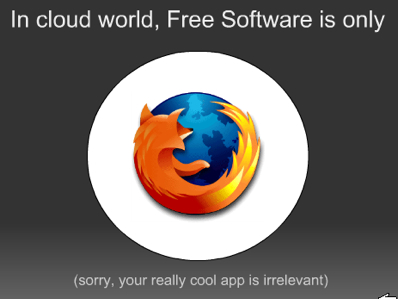 In cloud world, Free Software is only
(sorry, your really cool app is irrelevant)